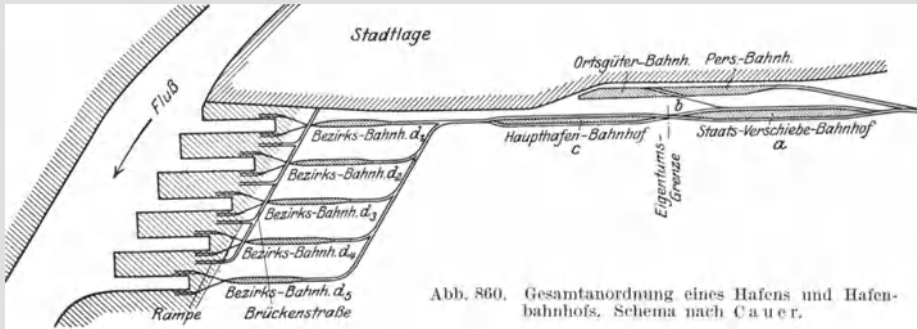 Stadtlage
Ortsgüter-Bahnh.
Pers.-Bahnh.
Fluß
b
Bezirks-Bahnh. d1
Haupthafen-Bahnhof
c
Staats-Verschiebe-Bahnhof
a
Eigentums-
Grenze
Bezirks-Bahnh. d2
Bezirks-Bahnh. d3
Bezirks-Bahnh. d4
Bezirks-Bahnh. d5
Rampe
Brückenstraße
Abb. 860. Gesamtanordnung eines Hafens und Hafen-
bahnhofs. Schema nach Cauer.